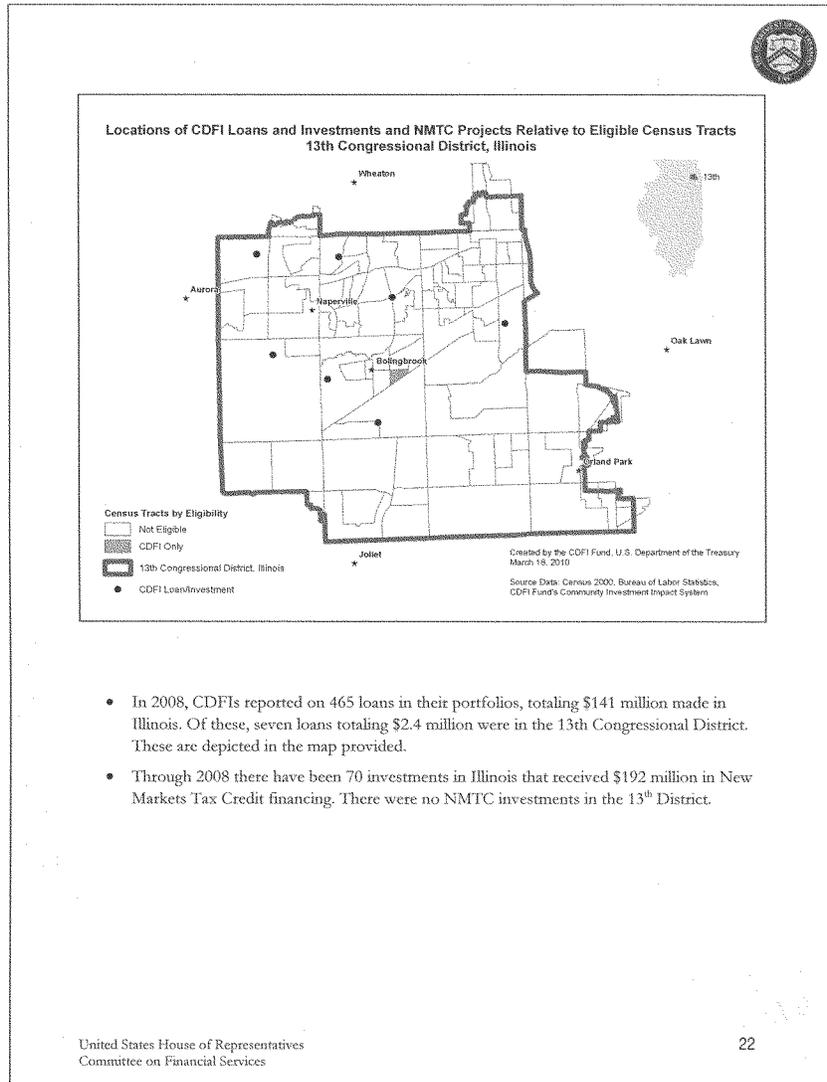 Locations of CDFI Loans and Investments and NMTC Projects Relative to Eligible Census Tracts
13th Congressional District, Illinois
Wheaton
13th
Aurora
Naperville
Oak Lawn
Bolingbrook
Orland Park
Census Tracts by Eligibility
Not Eligible
CDFI Only
13th Congressional District, Illinois
CDFI Loan/Investment
Joliet
Created by the CDFI Fund, U.S. Department of the Treasury
March 18, 2010
Source Data: Census 2000, Bureau of Labor Statistics,
CDFI Fund's Community Investment Impact System
• In 2008, CDFIs reported on 465 loans in their portfolios, totaling $141 million made in
Illinois. Of these, seven loans totaling $2.4 million were in the 13th Congressional District.
These are depicted in the map provided.
• Through 2008 there have been 70 investments in Illinois that received $192 million in New
Markets Tax Credit financing. There were no NMTC investments in the 13th District.
United States House of Representatives
Committee on Financial Services
22